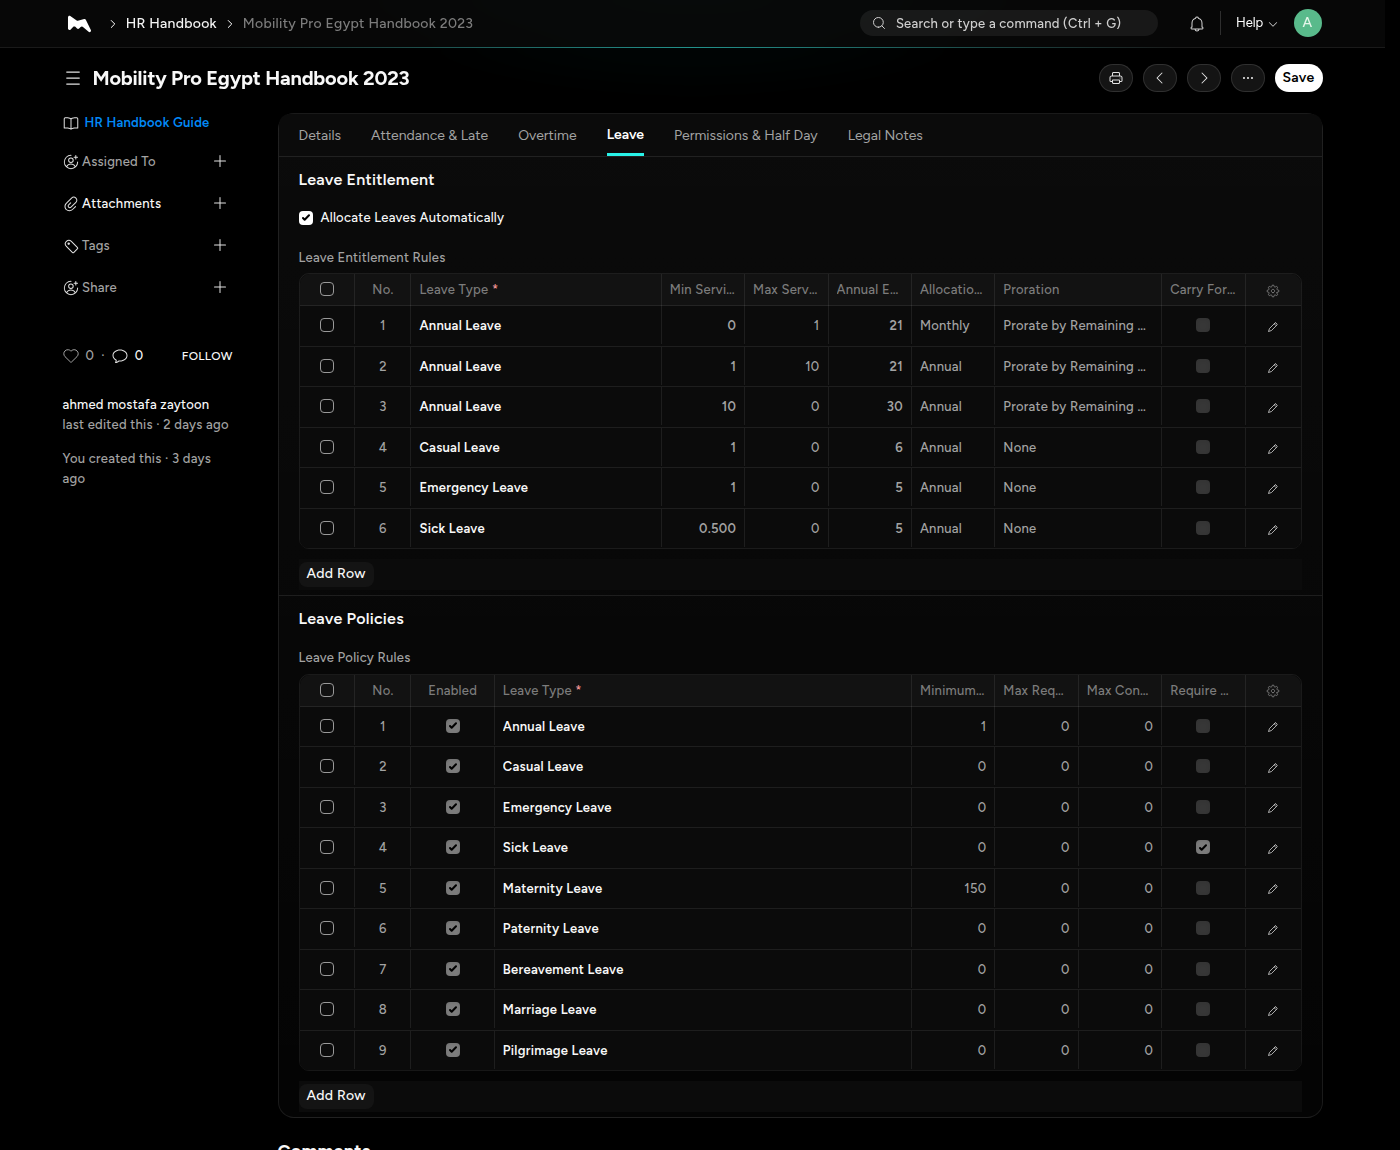 HR Handbook
Mobility Pro Egypt Handbook 2023
Search or type a command (Ctrl + G)
Help
A
Mobility Pro Egypt Handbook 2023
Save
HR Handbook Guide
Assigned To
Attachments
Tags
Share
0 · 0 FOLLOW
ahmed mostafa zaytoon
last edited this · 2 days ago
You created this · 3 days
ago
Details Attendance & Late Overtime Leave Permissions & Half Day Legal Notes
Leave Entitlement
Allocate Leaves Automatically
Leave Entitlement Rules
No. Leave Type * Min Servi... Max Serv... Annual E... Allocatio... Proration Carry For...
1 Annual Leave 0 1 21 Monthly Prorate by Remaining ...
2 Annual Leave 1 10 21 Annual Prorate by Remaining ...
3 Annual Leave 10 0 30 Annual Prorate by Remaining ...
4 Casual Leave 1 0 6 Annual None
5 Emergency Leave 1 0 5 Annual None
6 Sick Leave 0.500 0 5 Annual None
Add Row
Leave Policies
Leave Policy Rules
No. Enabled Leave Type * Minimum... Max Req... Max Con... Require ...
1 Annual Leave 1 0 0
2 Casual Leave 0 0 0
3 Emergency Leave 0 0 0
4 Sick Leave 0 0 0
5 Maternity Leave 150 0 0
6 Paternity Leave 0 0 0
7 Bereavement Leave 0 0 0
8 Marriage Leave 0 0 0
9 Pilgrimage Leave 0 0 0
Add Row
Comments